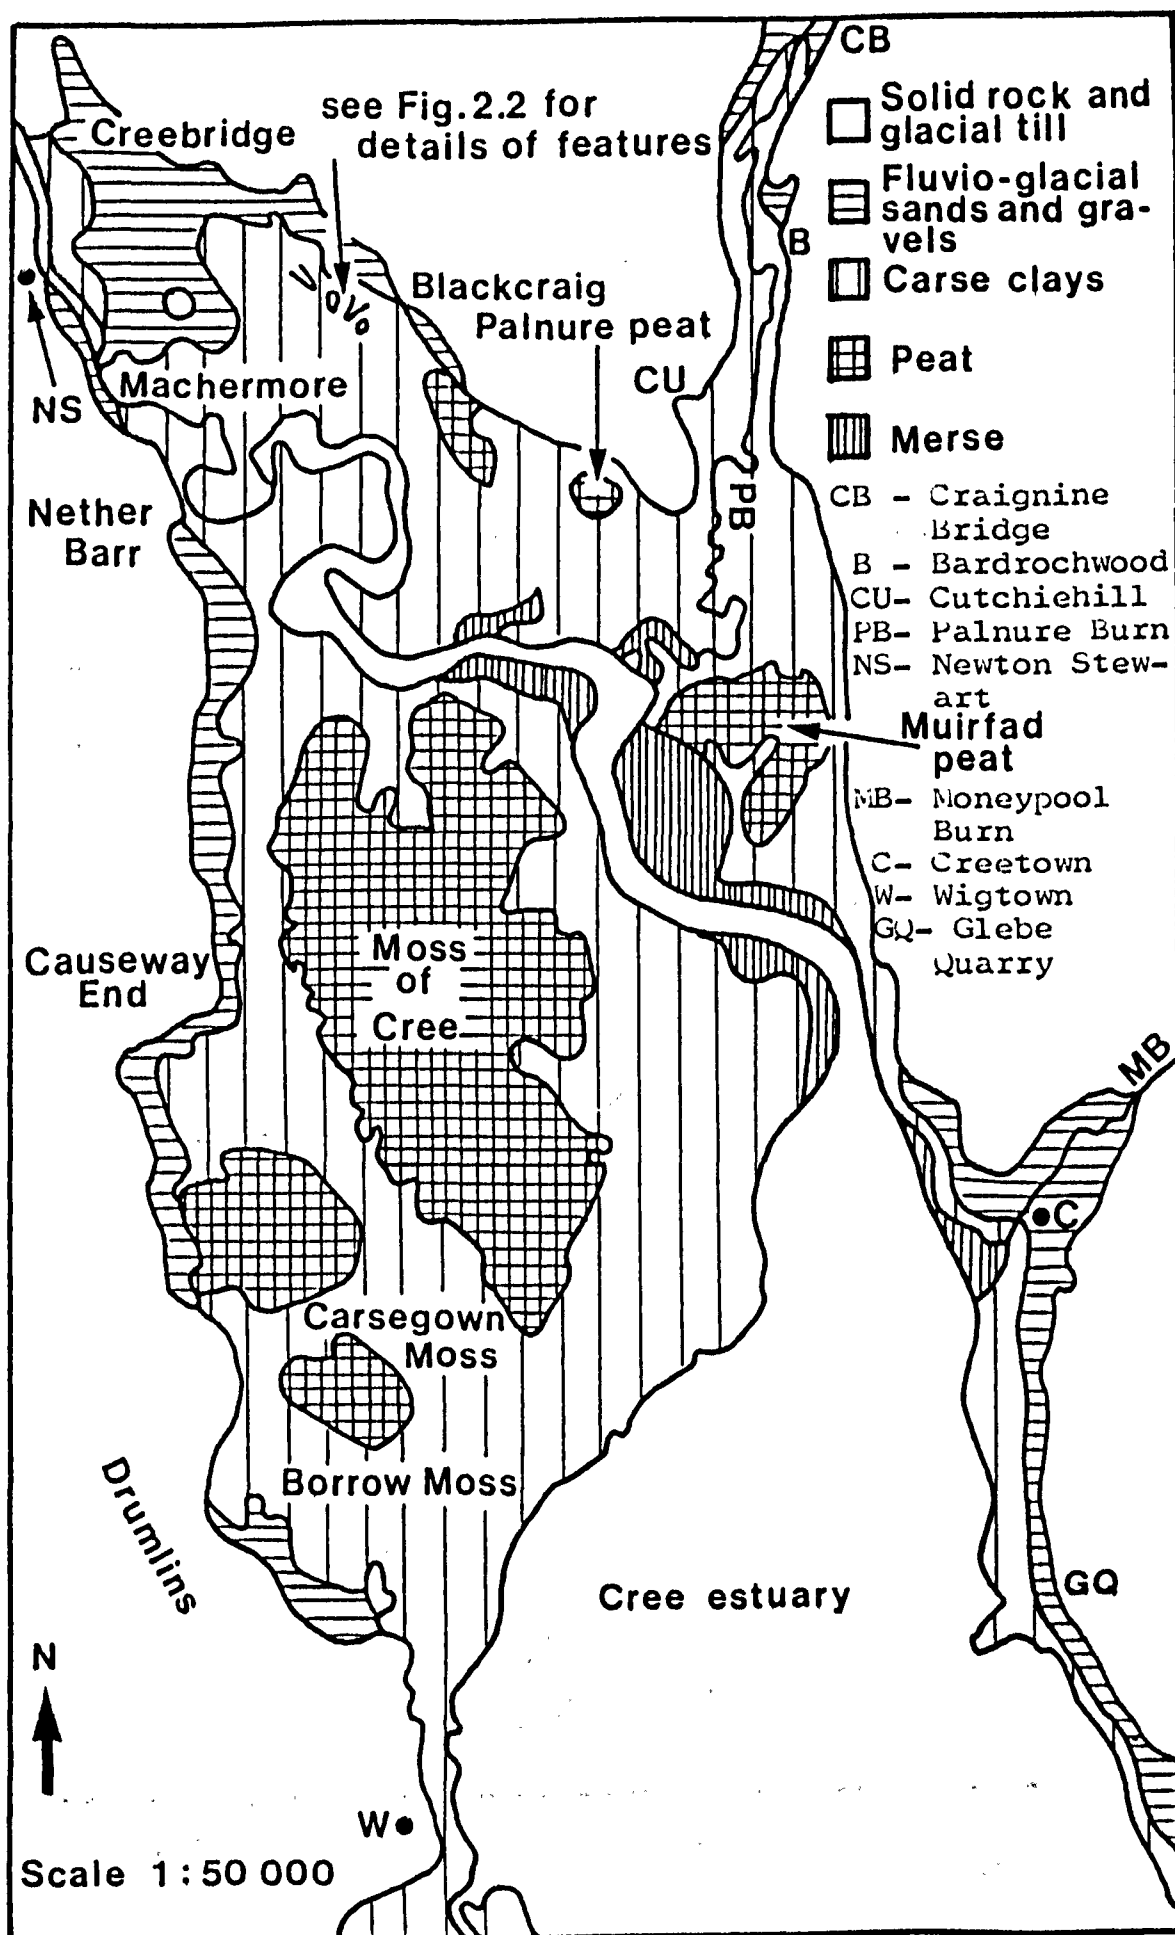 CB
Solid rock and
glacial till
see Fig. 2.2 for
details of features
Creebridge
Fluvio-glacial
sands and gra-
vels
B
Carse clays
Blackcraig
Palnure peat
Peat
CU
Machermore
NS
Merse
PB
CB - Craignine
Bridge
B - Bardrochwood
CU- Cutchiehill
PB- Palnure Burn
NS- Newton Stew-
art
Nether
Barr
Muirfad
peat
MB- Moneypool
Burn
C- Creetown
W- Wigtown
GQ- Glebe
Quarry
Moss
of
Cree
Causeway
End
MB
C
Carsegown
Moss
Borrow Moss
Drumlins
Cree estuary
GQ
N
W
Scale 1:50 000